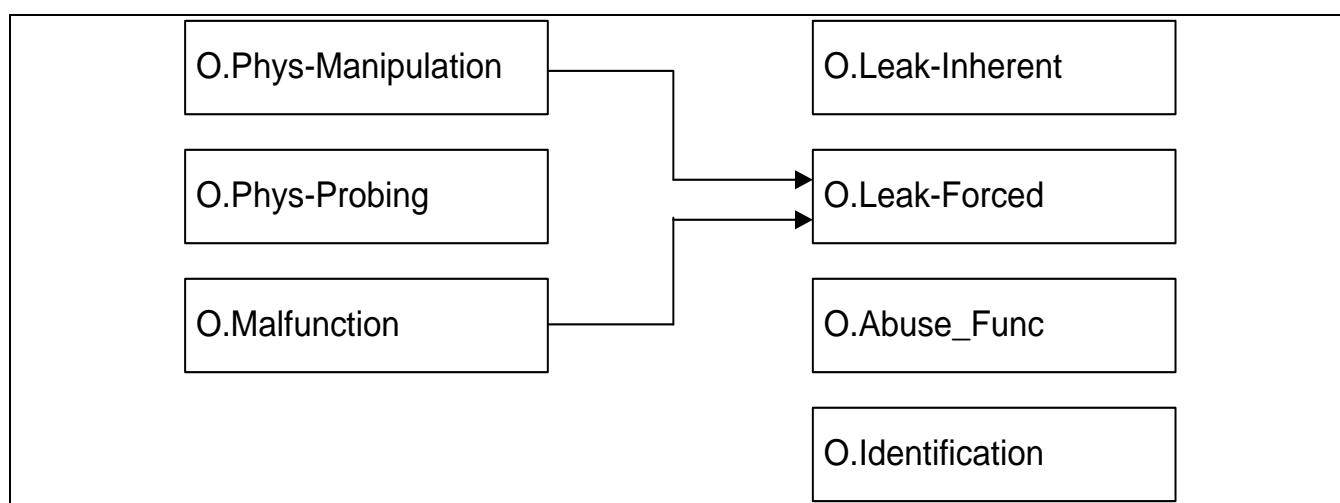 O.Phys-Manipulation
O.Leak-Inherent
O.Phys-Probing
O.Leak-Forced
O.Malfunction
O.Abuse_Func
O.Identification